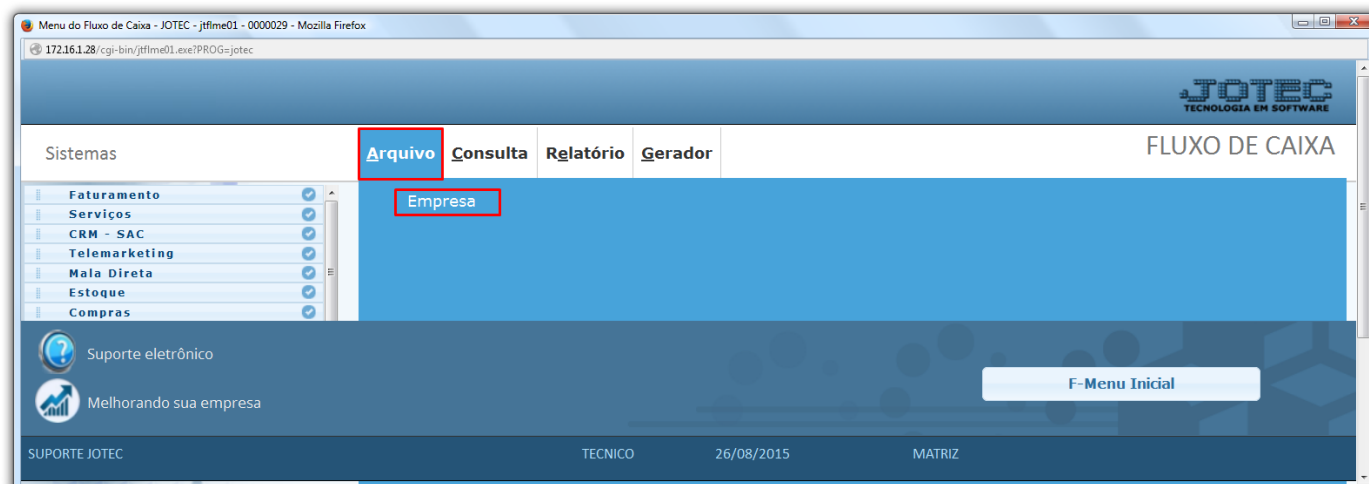 Menu do Fluxo de Caixa - JOTEC - jtflme01 - 0000029 - Mozilla Firefox
172.16.1.28/cgi-bin/jtflme01.exe?PROG=jotec
JOTEC
TECNOLOGIA EM SOFTWARE
Sistemas
Arquivo Consulta Relatório Gerador
FLUXO DE CAIXA
Faturamento
Serviços
CRM - SAC
Telemarketing
Mala Direta
Estoque
Compras
Empresa
Suporte eletrônico
Melhorando sua empresa
F-Menu Inicial
SUPORTE JOTEC TECNICO 26/08/2015 MATRIZ